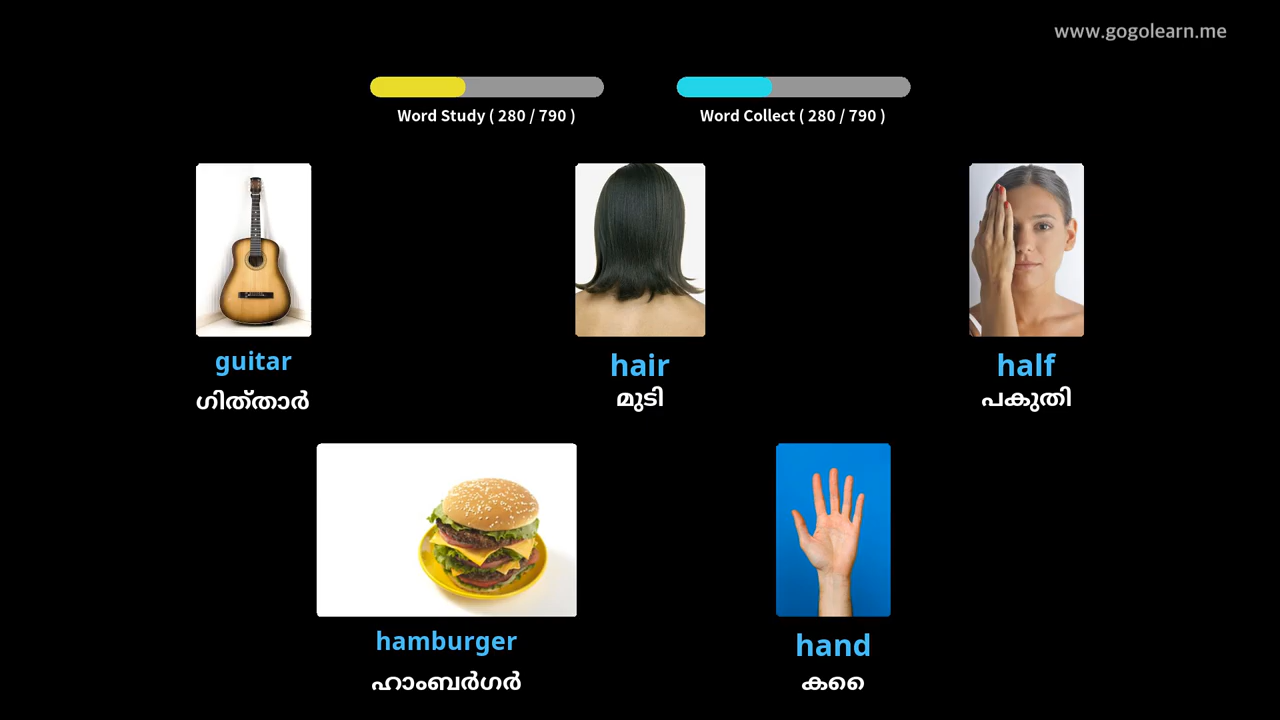 www.gogolearn.me
Word Study ( 280 / 790 )
Word Collect ( 280 / 790 )
guitar
ഗിത്താർ
hair
മുടി
half
പകുതി
hamburger
ഹാംബർഗർ
hand
കൈ